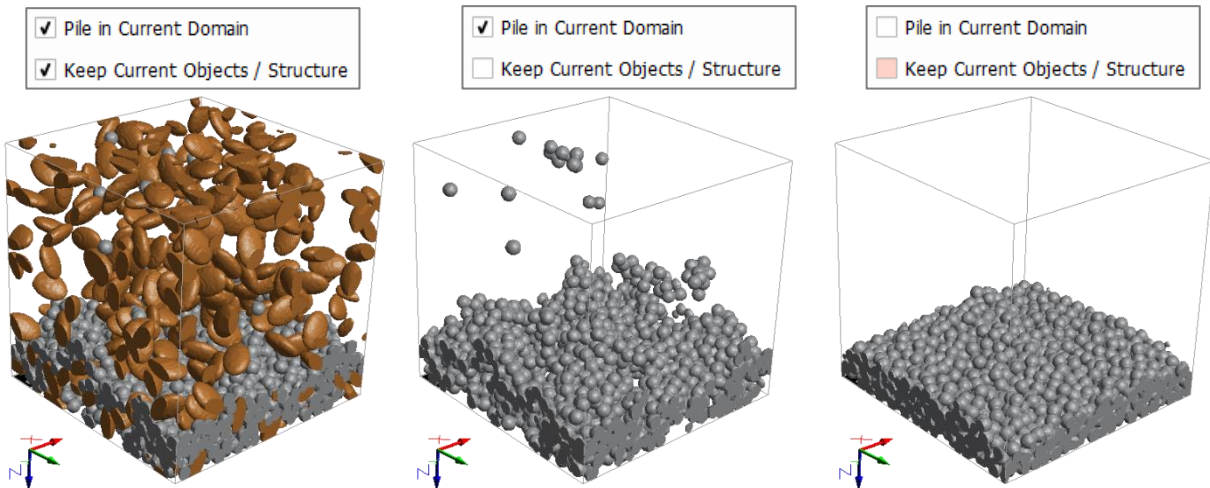 Pile in Current Domain
Keep Current Objects / Structure
Pile in Current Domain
Keep Current Objects / Structure
Pile in Current Domain
Keep Current Objects / Structure
X
Z
X
Z
X
Z